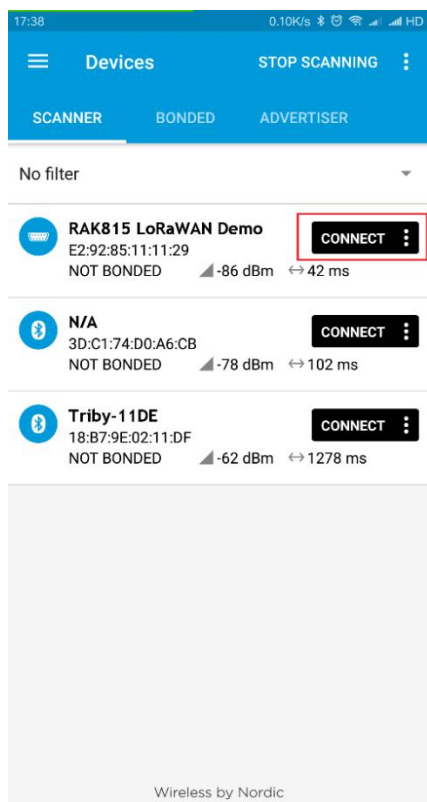 17:38 0.10K/s HD
Devices STOP SCANNING
SCANNER BONDED ADVERTISER
No filter
RAK815 LoRaWAN Demo CONNECT
E2:92:85:11:11:29
NOT BONDED -86 dBm 42 ms
N/A CONNECT
3D:C1:74:D0:A6:CB
NOT BONDED -78 dBm 102 ms
Triby-11DE CONNECT
18:B7:9E:02:11:DF
NOT BONDED -62 dBm 1278 ms
Wireless by Nordic